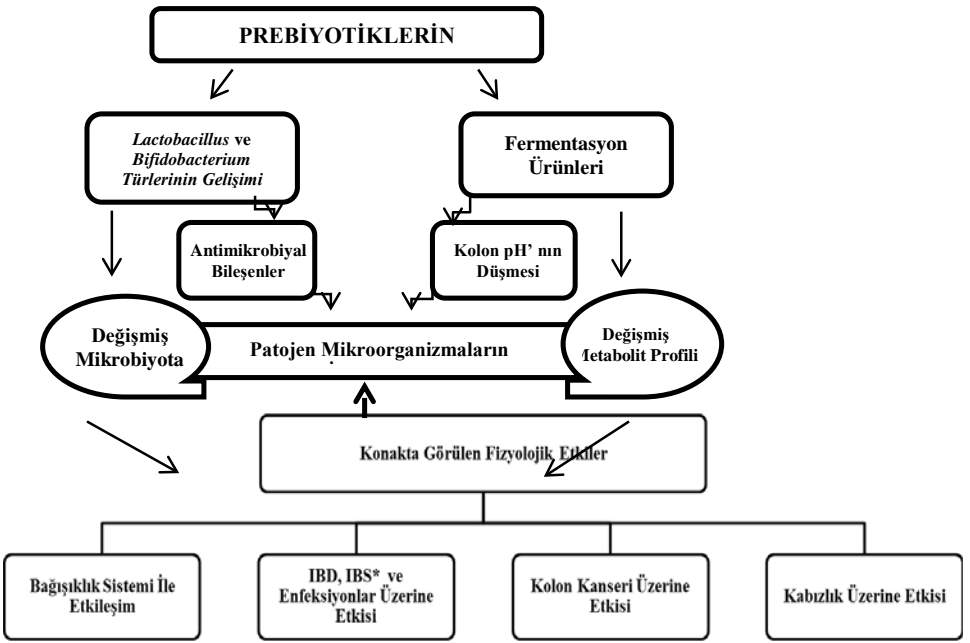 PREBİYOTİKLERİN
Lactobacillus ve
Bifidobacterium
Türlerinin Gelişimi
Fermentasyon
Ürünleri
Antimikrobiyal
Bileşenler
Kolon pH’ nın
Düşmesi
Değişmiş
Mikrobiyota
Patojen Mikroorganizmaların
Değişmiş
Metabolit Profili
Konakta Görülen Fizyolojik Etkiler
Bağışıklık Sistemi İle
Etkileşim
IBD, IBS* ve
Enfeksiyonlar Üzerine
Etkisi
Kolon Kanseri Üzerine
Etkisi
Kabızlık Üzerine Etkisi